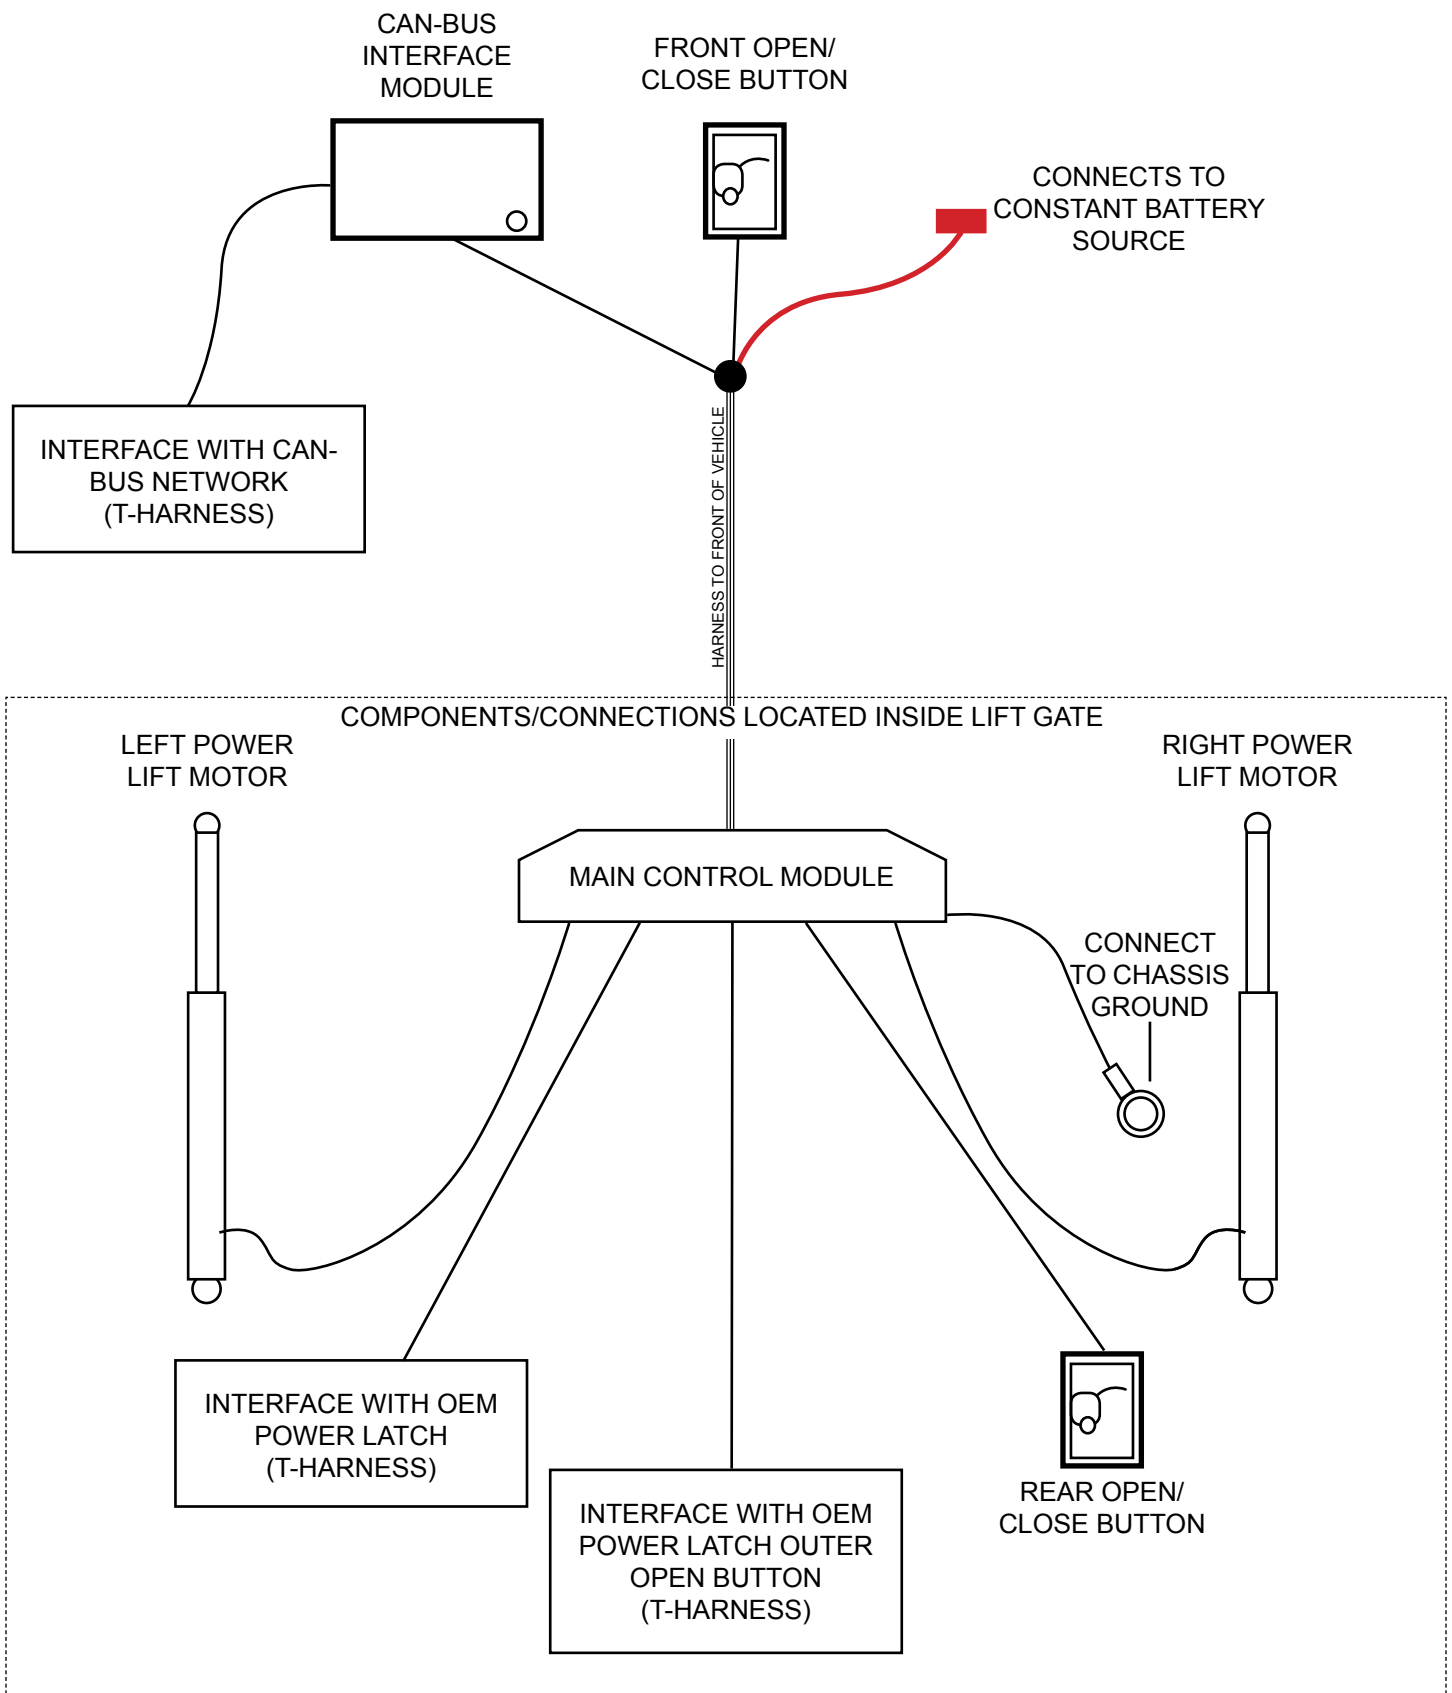 CAN-BUS
INTERFACE
MODULE
FRONT OPEN/
CLOSE BUTTON
CONNECTS TO
CONSTANT BATTERY
SOURCE
INTERFACE WITH CAN-
BUS NETWORK
(T-HARNESS)
HARNESS TO FRONT OF VEHICLE
COMPONENTS/CONNECTIONS LOCATED INSIDE LIFT GATE
LEFT POWER
LIFT MOTOR
RIGHT POWER
LIFT MOTOR
MAIN CONTROL MODULE
CONNECT
TO CHASSIS
GROUND
INTERFACE WITH OEM
POWER LATCH
(T-HARNESS)
INTERFACE WITH OEM
POWER LATCH OUTER
OPEN BUTTON
(T-HARNESS)
REAR OPEN/
CLOSE BUTTON